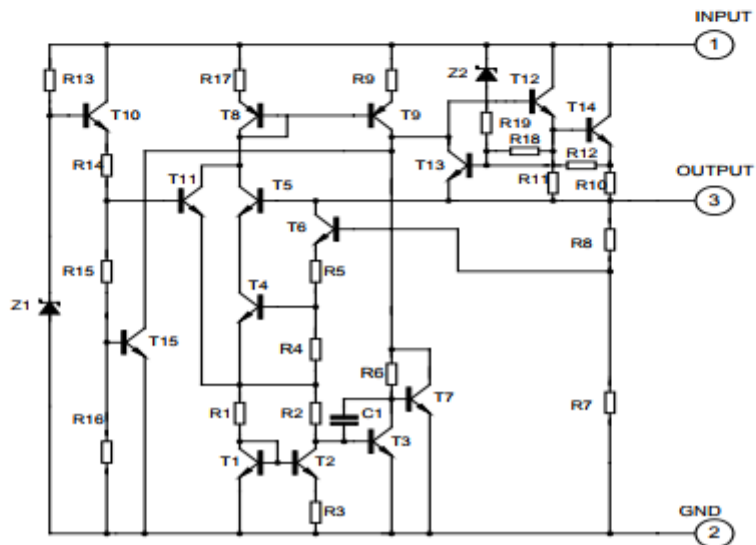 INPUT
1
R13
R17
R9
Z2
T12
T10
T8
T9
R19
T14
R18
R14
T11
T13
R12
R11
R10
OUTPUT
3
T5
T6
R8
R15
R5
Z1
T4
T15
R4
R6
R7
R16
R1
R2
C1
T7
T1
T2
T3
R3
GND
2